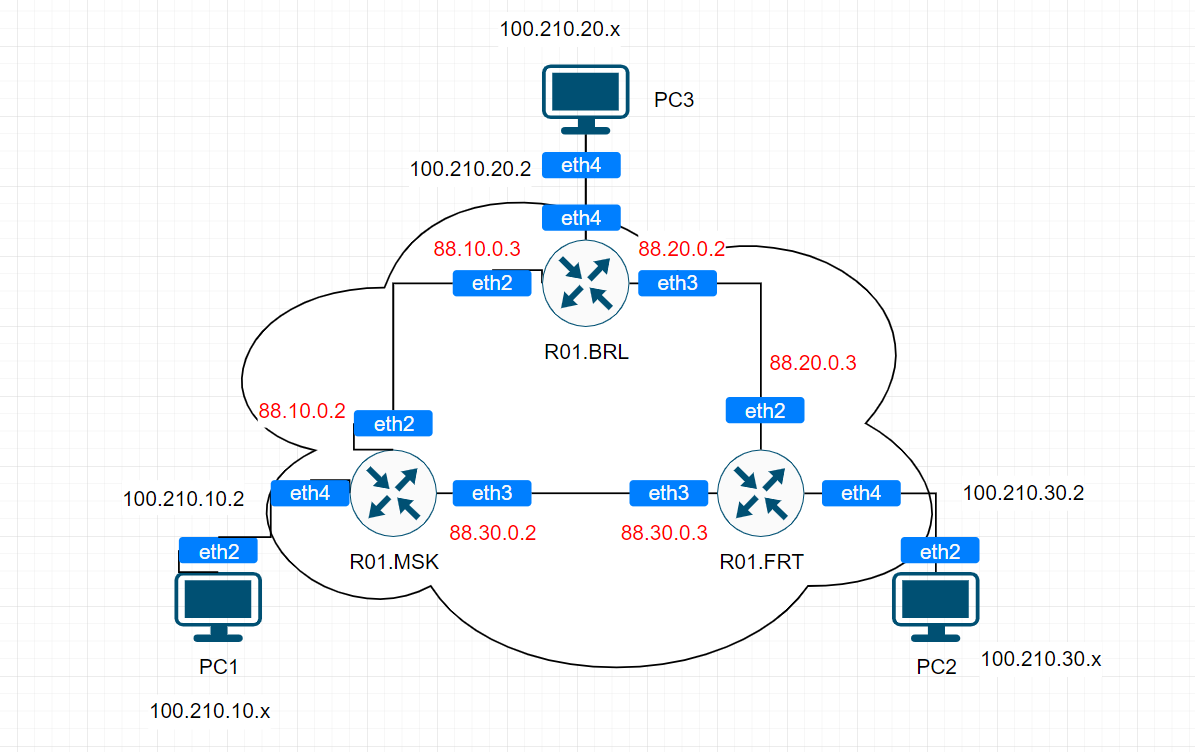 100.210.20.x
PC3
100.210.20.2
eth4
eth4
88.10.0.3
88.20.0.2
eth2
eth3
R01.BRL
88.20.0.3
88.10.0.2
eth2
eth2
100.210.10.2
eth4
eth3
eth3
eth4
100.210.30.2
88.30.0.2
88.30.0.3
eth2
eth2
R01.MSK
R01.FRT
PC1
PC2
100.210.30.x
100.210.10.x